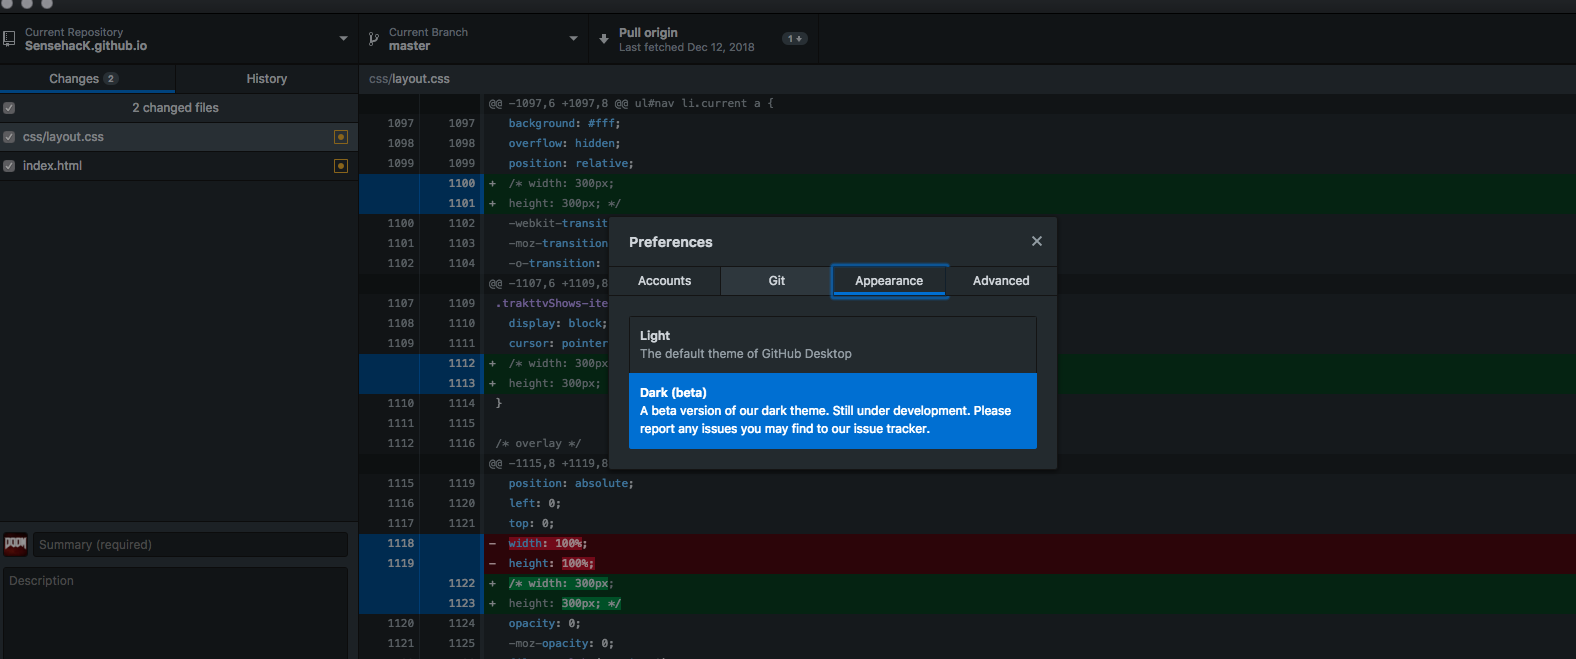 Current Repository
SensehacK.github.io
Current Branch
master
Pull origin
Last fetched Dec 12, 2018
1
Changes 2
History
css/layout.css
2 changed files
css/layout.css
index.html
@@ -1097,6 +1097,8 @@ ul#nav li.current a {
1097 1097 background: #fff;
1098 1098 overflow: hidden;
1099 1099 position: relative;
1100 + /* width: 300px;
1101 + height: 300px; */
1100 1102 -webkit-transit
1101 1103 -moz-transition
1102 1104 -o-transition:
@@ -1107,6 +1109,8
1107 1109 .trakttvShows-ite
1108 1110 display: block;
1109 1111 cursor: pointer
1112 + /* width: 300px
1113 + height: 300px;
1110 1114 }
1111 1115
1112 1116 /* overlay */
@@ -1115,8 +1119,8
1115 1119 position: absolute;
1116 1120 left: 0;
1117 1121 top: 0;
1118 - width: 100%;
1119 - height: 100%;
1122 + /* width: 300px;
1123 + height: 300px; */
1120 1124 opacity: 0;
1121 1125 -moz-opacity: 0;
Preferences
Accounts
Git
Appearance
Advanced
Light
The default theme of GitHub Desktop
Dark (beta)
A beta version of our dark theme. Still under development. Please
report any issues you may find to our issue tracker.
DOOM
Summary (required)
Description